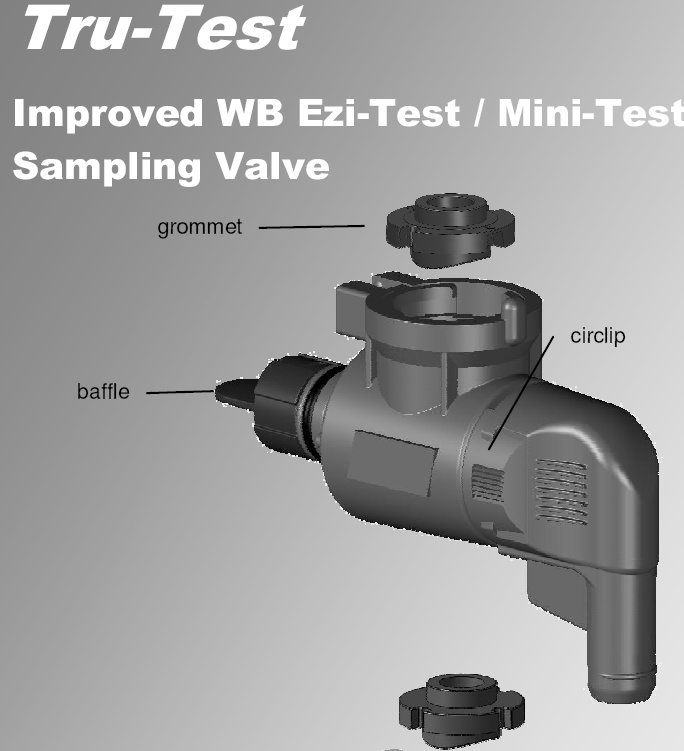 Tru-Test
Improved WB Ezi-Test / Mini-Test
Sampling Valve
grommet
circlip
baffle